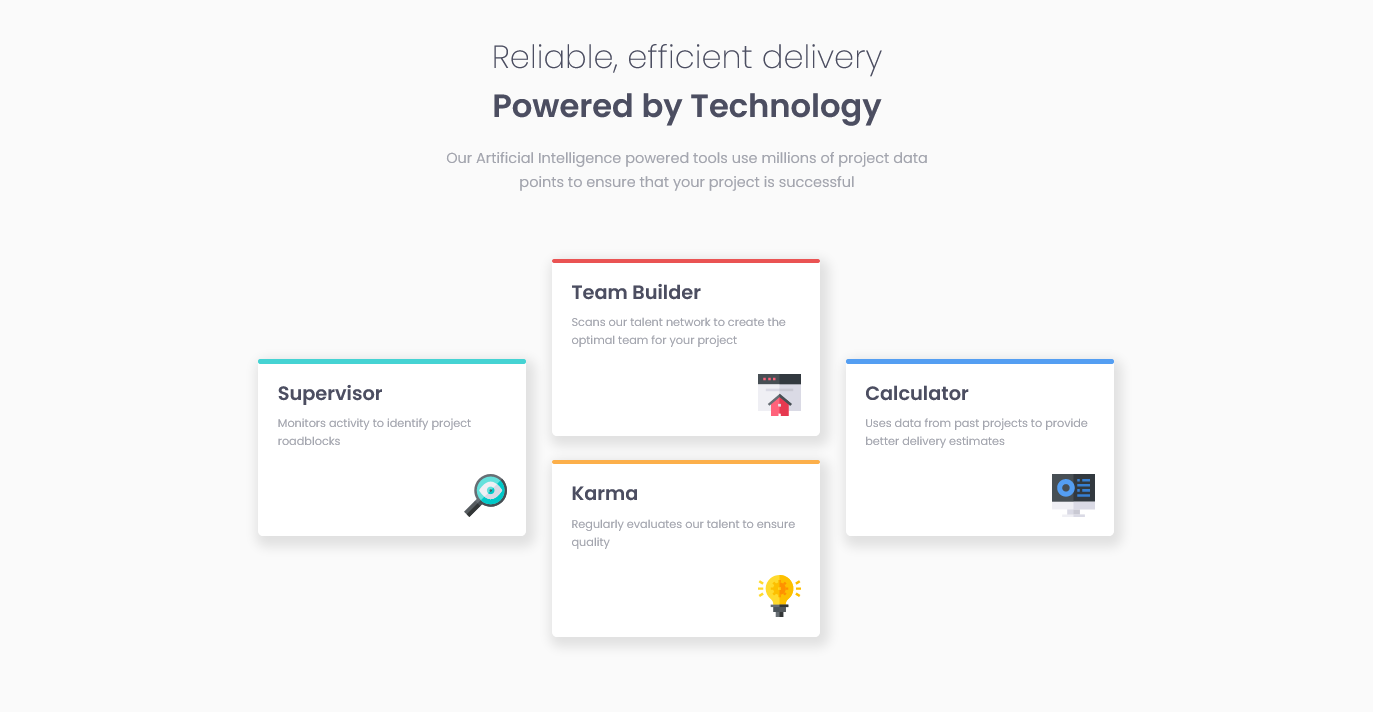 Reliable, efficient delivery
Powered by Technology
Our Artificial Intelligence powered tools use millions of project data
points to ensure that your project is successful
Team Builder
Scans our talent network to create the
optimal team for your project
Supervisor
Monitors activity to identify project
roadblocks
Calculator
Uses data from past projects to provide
better delivery estimates
Karma
Regularly evaluates our talent to ensure
quality